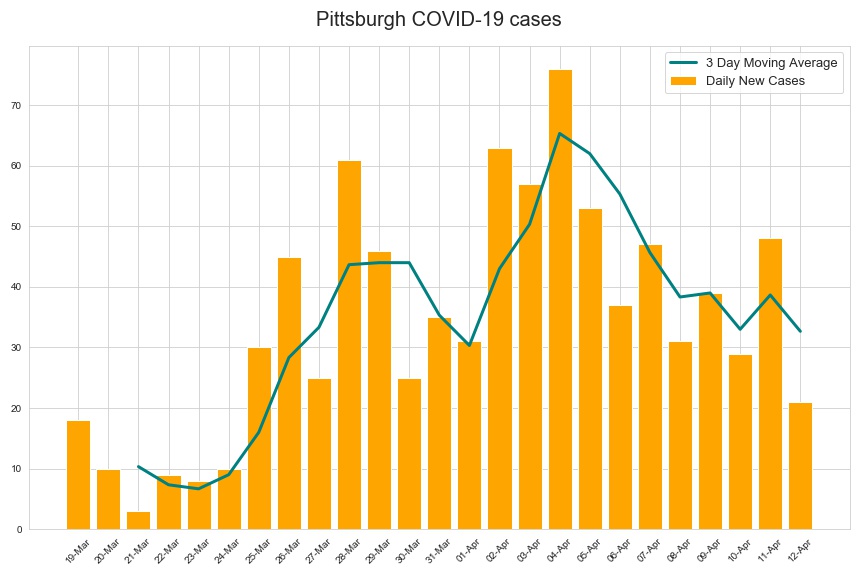 Pittsburgh COVID-19 cases
3 Day Moving Average
Daily New Cases
70
60
50
40
30
20
10
0
19-Mar
20-Mar
21-Mar
22-Mar
23-Mar
24-Mar
25-Mar
26-Mar
27-Mar
28-Mar
29-Mar
30-Mar
31-Mar
01-Apr
02-Apr
03-Apr
04-Apr
05-Apr
06-Apr
07-Apr
08-Apr
09-Apr
10-Apr
11-Apr
12-Apr